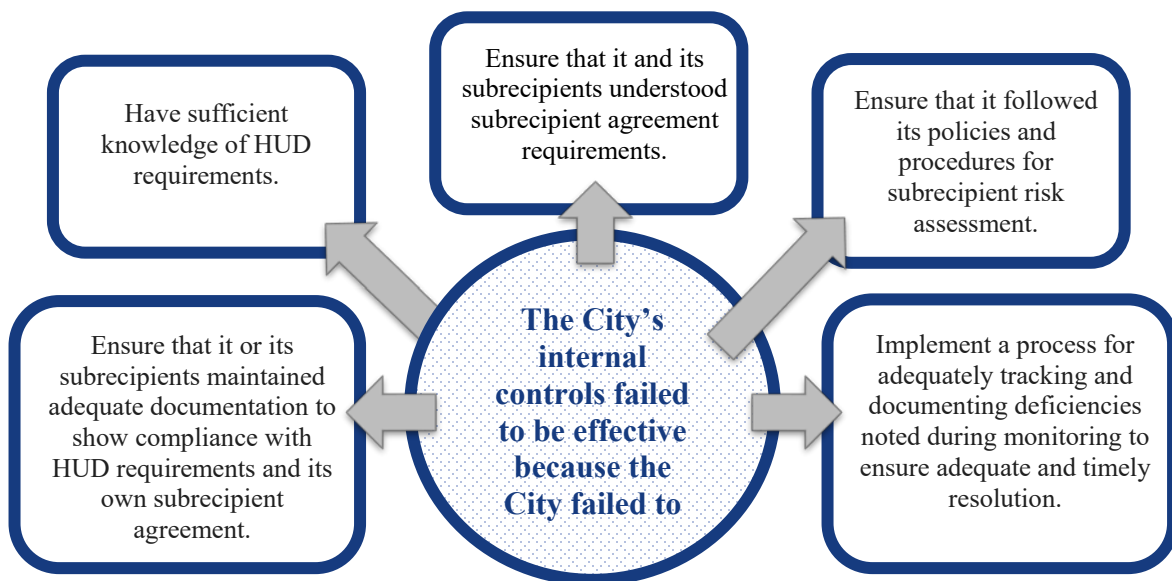 Have sufficient
knowledge of HUD
requirements.
Ensure that it and its
subrecipients understood
subrecipient agreement
requirements.
Ensure that it followed
its policies and
procedures for
subrecipient risk
assessment.
Ensure that it or its
subrecipients maintained
adequate documentation to
show compliance with
HUD requirements and its
own subrecipient
agreement.
The City’s
internal
controls failed
to be effective
because the
City failed to
Implement a process for
adequately tracking and
documenting deficiencies
noted during monitoring to
ensure adequate and timely
resolution.